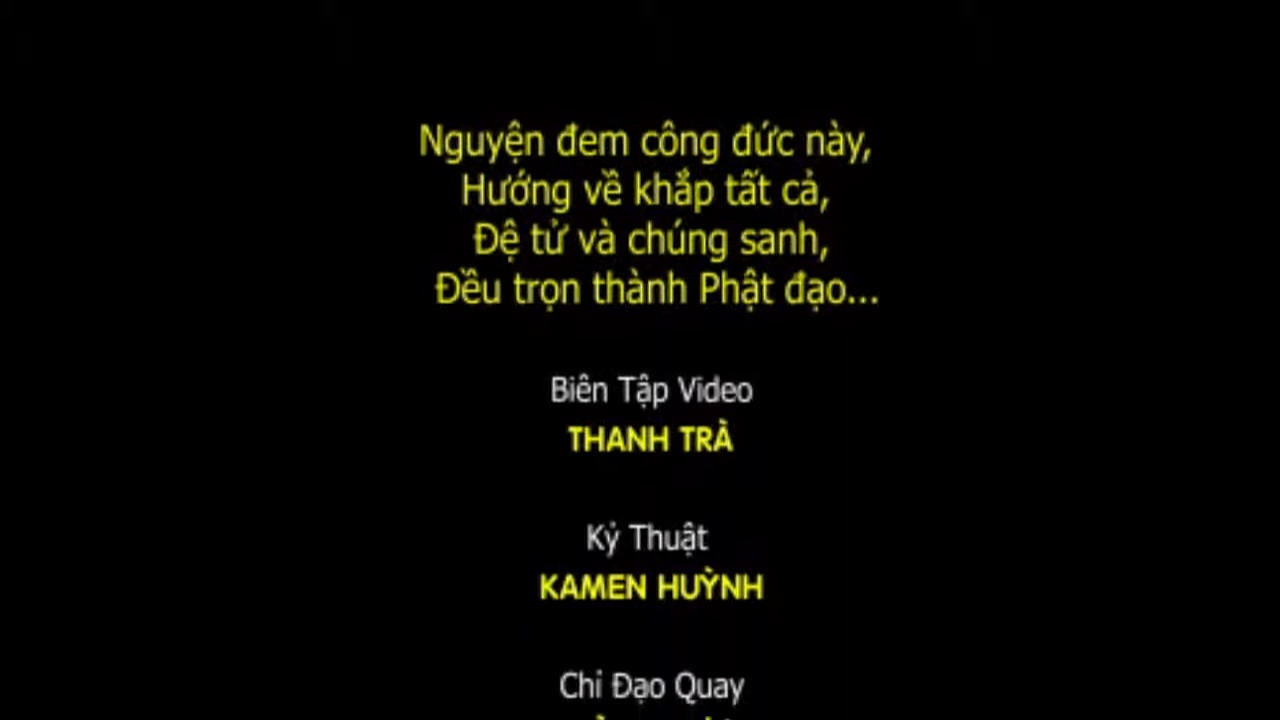 Nguyện đem công đức này,
Hướng về khắp tất cả,
Đệ tử và chúng sanh,
Đều trọn thành Phật đạo...
Biên Tập Video
THANH TRÀ
Kỷ Thuật
KAMEN HUỲNH
Chỉ Đạo Quay